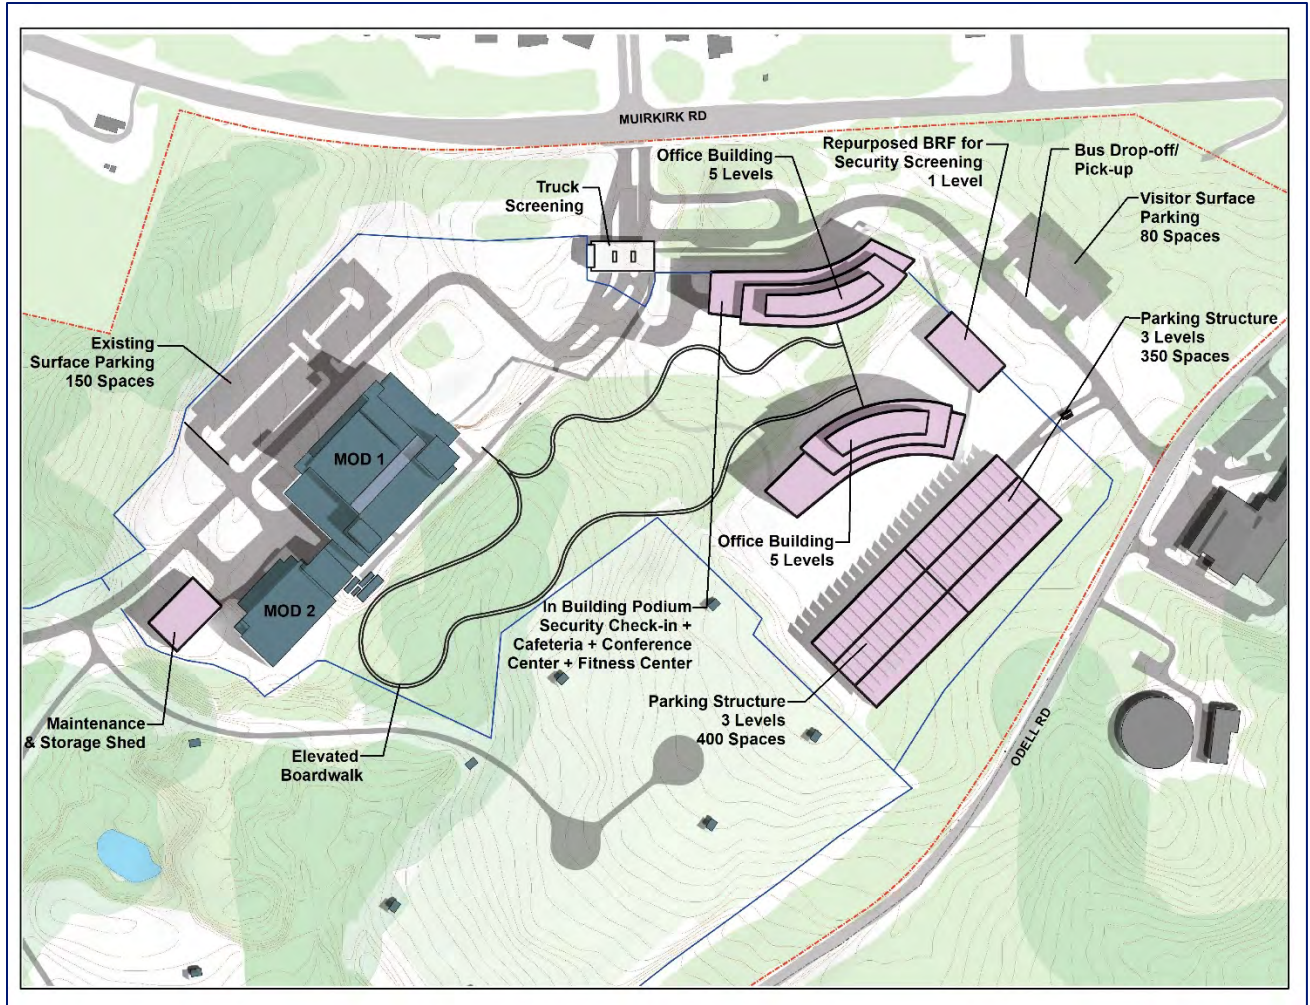 MUIRKIRK RD
Office Building
5 Levels
Repurposed BRF for
Security Screening
1 Level
Bus Drop-off/
Pick-up
Truck
Screening
Visitor Surface
Parking
80 Spaces
Existing
Surface Parking
150 Spaces
Parking Structure
3 Levels
350 Spaces
MOD 1
Office Building
5 Levels
MOD 2
In Building Podium
Security Check-in +
Cafeteria + Conference
Center + Fitness Center
Parking Structure
3 Levels
400 Spaces
Maintenance
& Storage Shed
Elevated
Boardwalk
ODELL RD